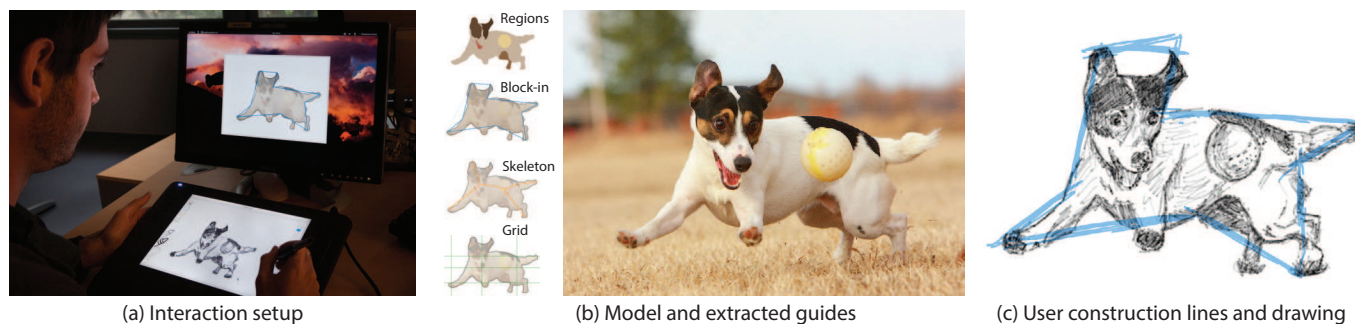 Regions
Block-in
Skeleton
Grid
(a) Interaction setup
(b) Model and extracted guides
(c) User construction lines and drawing